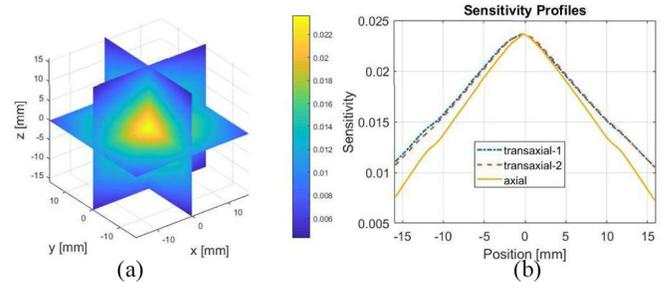 15
10
5
0
-5
-10
-15
z [mm]
10
0
-10
y [mm]
-10
0
10
x [mm]
0.022
0.02
0.018
0.016
0.014
0.012
0.01
0.008
0.006
(a)
Sensitivity Profiles
0.025
0.02
0.015
0.01
0.005
Sensitivity
transaxial-1
transaxial-2
axial
-15 -10 -5 0 5 10 15
Position [mm]
(b)